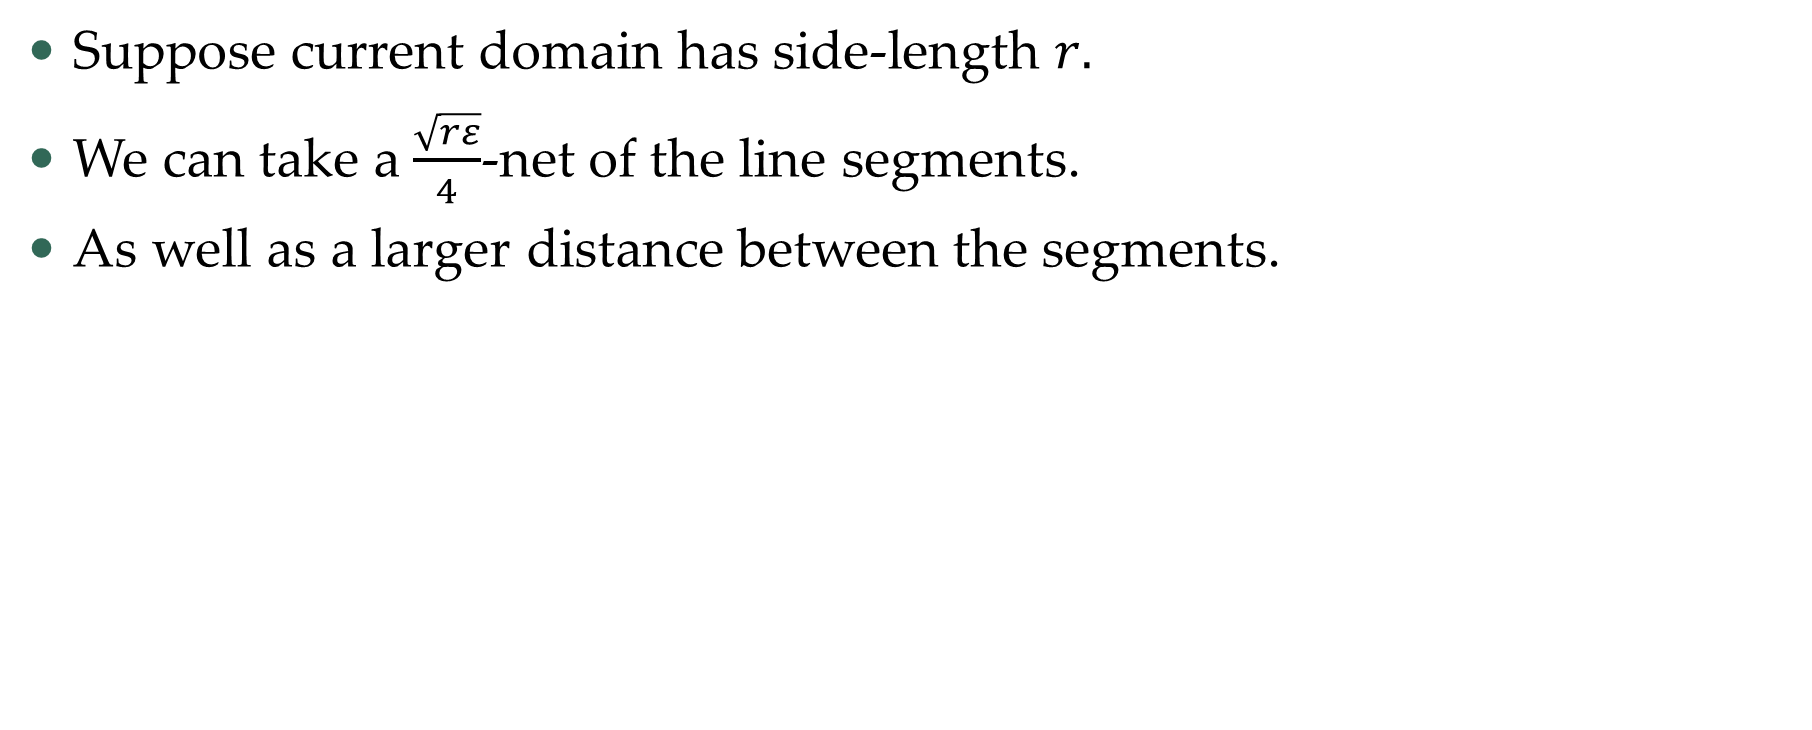 • Suppose current domain has side-length r.
• We can take a √(rε)/4-net of the line segments.
• As well as a larger distance between the segments.